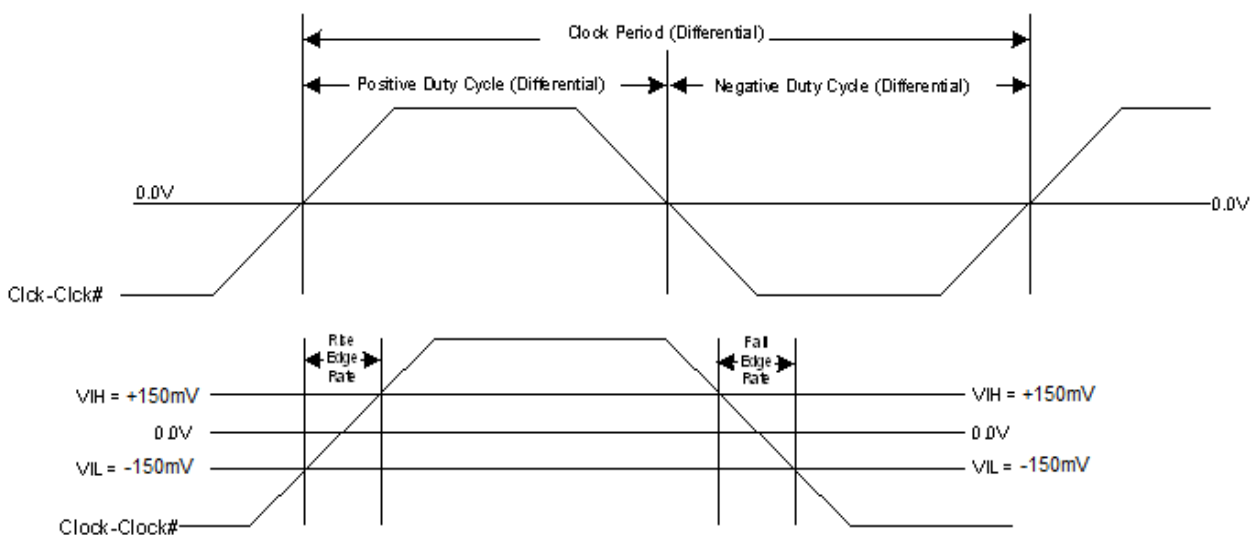 Clock Period (Differential)
Positive Duty Cycle (Differential)
Negative Duty Cycle (Differential)
0.0V
0.0V
Clck-Clck#
Rise
Edge
Rate
Fall
Edge
Rate
VIH = +150mV
VIH = +150mV
0.0V
0.0V
VIL = -150mV
VIL = -150mV
Clock-Clock#